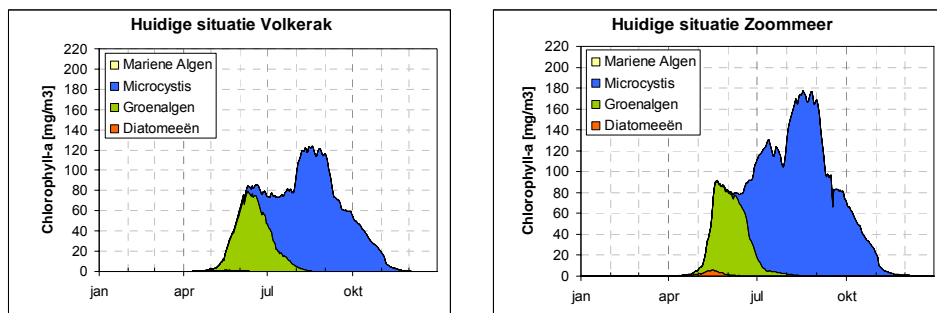 Huidige situatie Volkerak
Chlorophyll-a [mg/m3]
220
200
180
160
140
120
100
80
60
40
20
0
Mariene Algen
Microcystis
Groenalgen
Diatomeeën
jan apr jul okt
Huidige situatie Zoommeer
Chlorophyll-a [mg/m3]
220
200
180
160
140
120
100
80
60
40
20
0
Mariene Algen
Microcystis
Groenalgen
Diatomeeën
jan apr jul okt